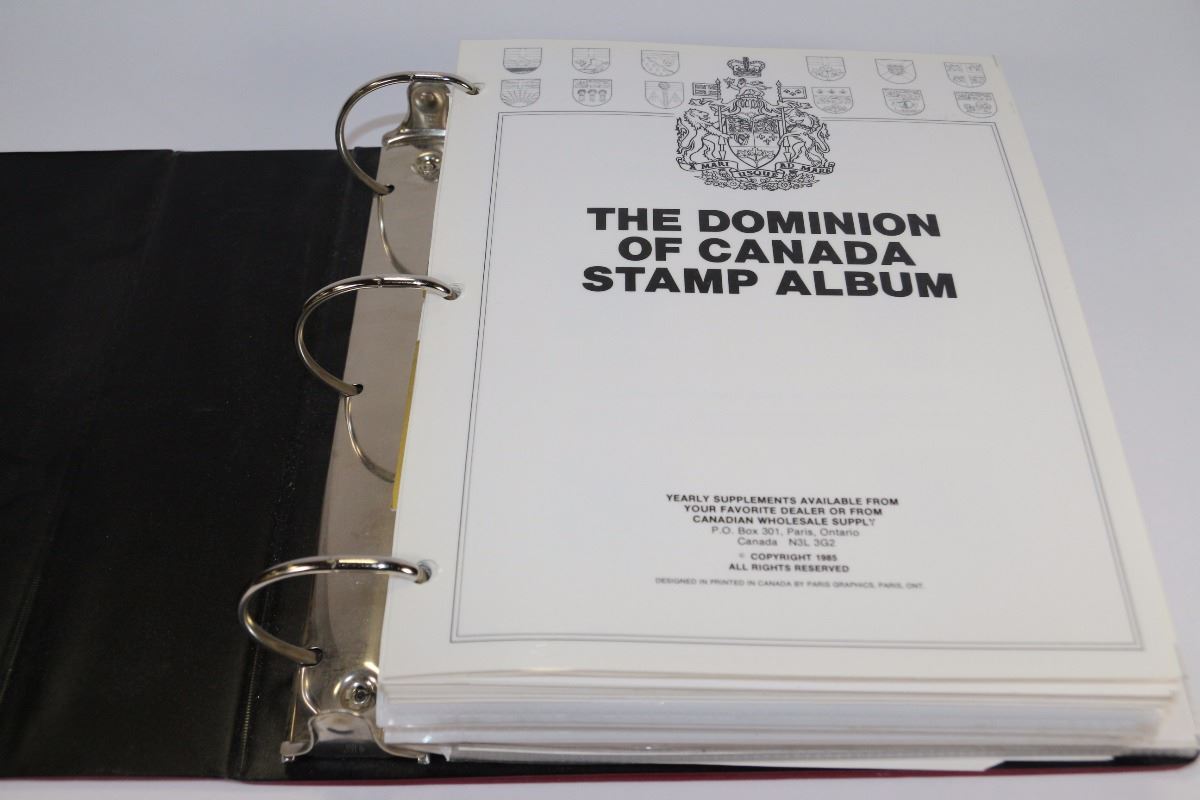 A MARI USQUE AD MARE
THE DOMINION
OF CANADA
STAMP ALBUM
YEARLY SUPPLEMENTS AVAILABLE FROM
YOUR FAVORITE DEALER OR FROM
CANADIAN WHOLESALE SUPPLY
P.O. Box 301, Paris, Ontario
Canada N3L 3G2
© COPYRIGHT 1985
ALL RIGHTS RESERVED
DESIGNED IN PRINTED IN CANADA BY PARIS GRAPHICS, PARIS, ONT.